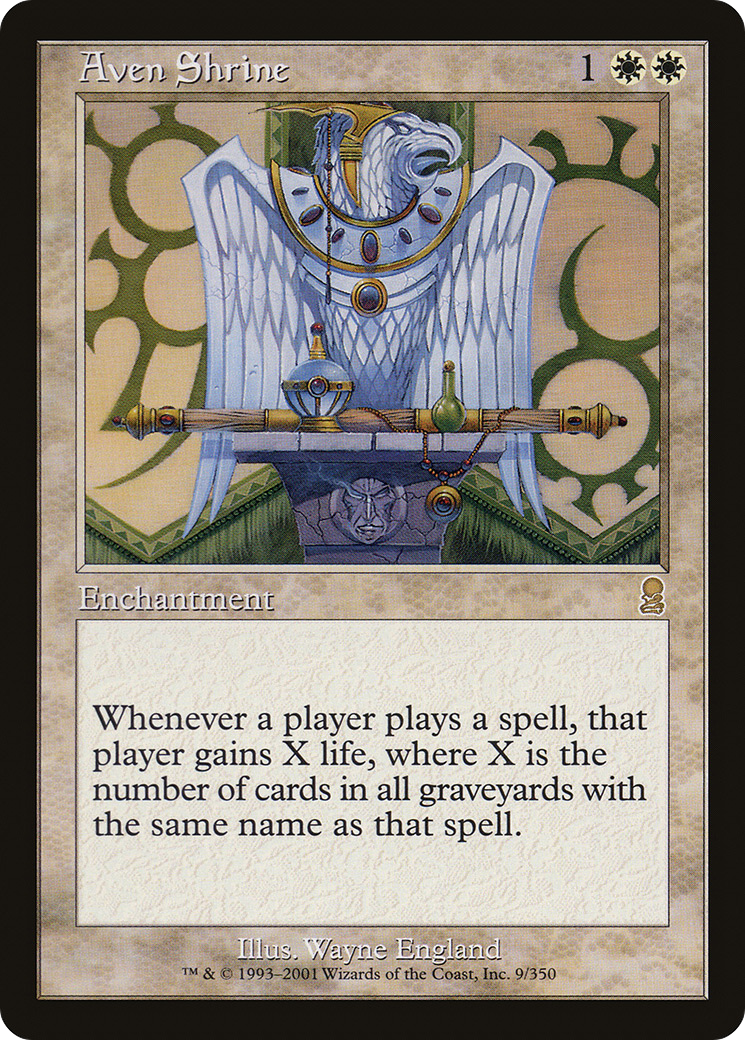 Aven Shrine 1
Enchantment
Whenever a player plays a spell, that
player gains X life, where X is the
number of cards in all graveyards with
the same name as that spell.
Illus. Wayne England
™ & © 1993–2001 Wizards of the Coast, Inc. 9/350